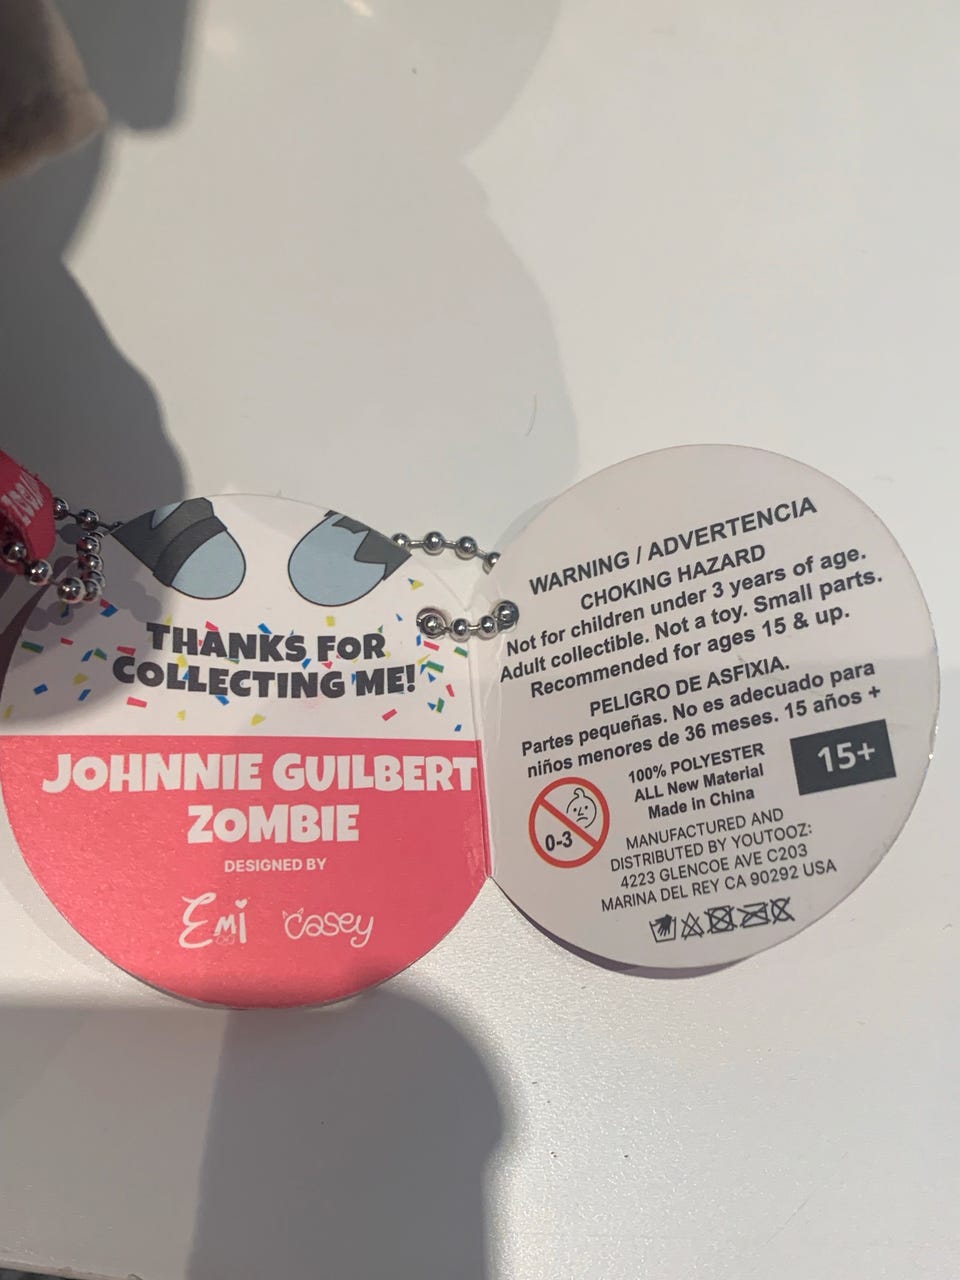 THANKS FOR
COLLECTING ME!
JOHNNIE GUILBERT
ZOMBIE
DESIGNED BY
Emi Casey
WARNING / ADVERTENCIA
CHOKING HAZARD
Not for children under 3 years of age.
Adult collectible. Not a toy. Small parts.
Recommended for ages 15 & up.
PELIGRO DE ASFIXIA.
Partes pequeñas. No es adecuado para
niños menores de 36 meses. 15 años +
0-3
100% POLYESTER
ALL New Material
Made in China
15+
MANUFACTURED AND
DISTRIBUTED BY YOUTOOZ:
4223 GLENCOE AVE C203
MARINA DEL REY CA 90292 USA